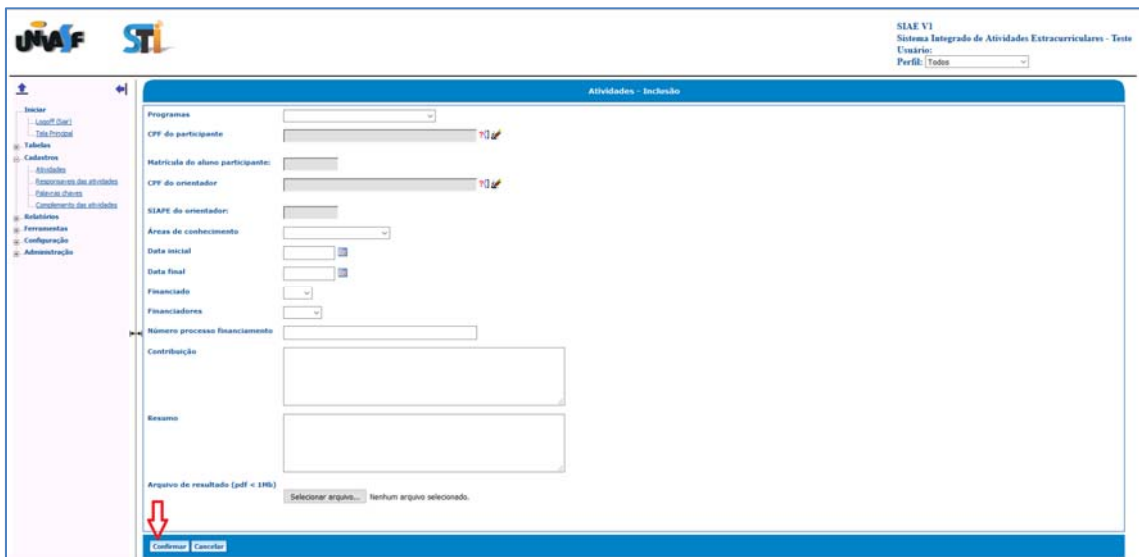 UNIVASF STI
SIAE V1
Sistema Integrado de Atividades Extracurriculares - Teste
Usuário:
Perfil: Todos
Iniciar
Logoff (Sair)
Tela Principal
Tabelas
Cadastros
Atividades
Responsaveis das atividades
Palavras chaves
Complemento das atividades
Relatórios
Ferramentas
Configuração
Administração
Atividades - Inclusão
Programas
CPF do participante
Matrícula do aluno participante:
CPF do orientador
SIAPE do orientador:
Áreas de conhecimento
Data inicial
Data final
Financiado
Financiadores
Número processo financiamento
Contribuição
Resumo
Arquivo de resultado (pdf < 1Mb)
Selecionar arquivo... Nenhum arquivo selecionado.
Confirmar Cancelar